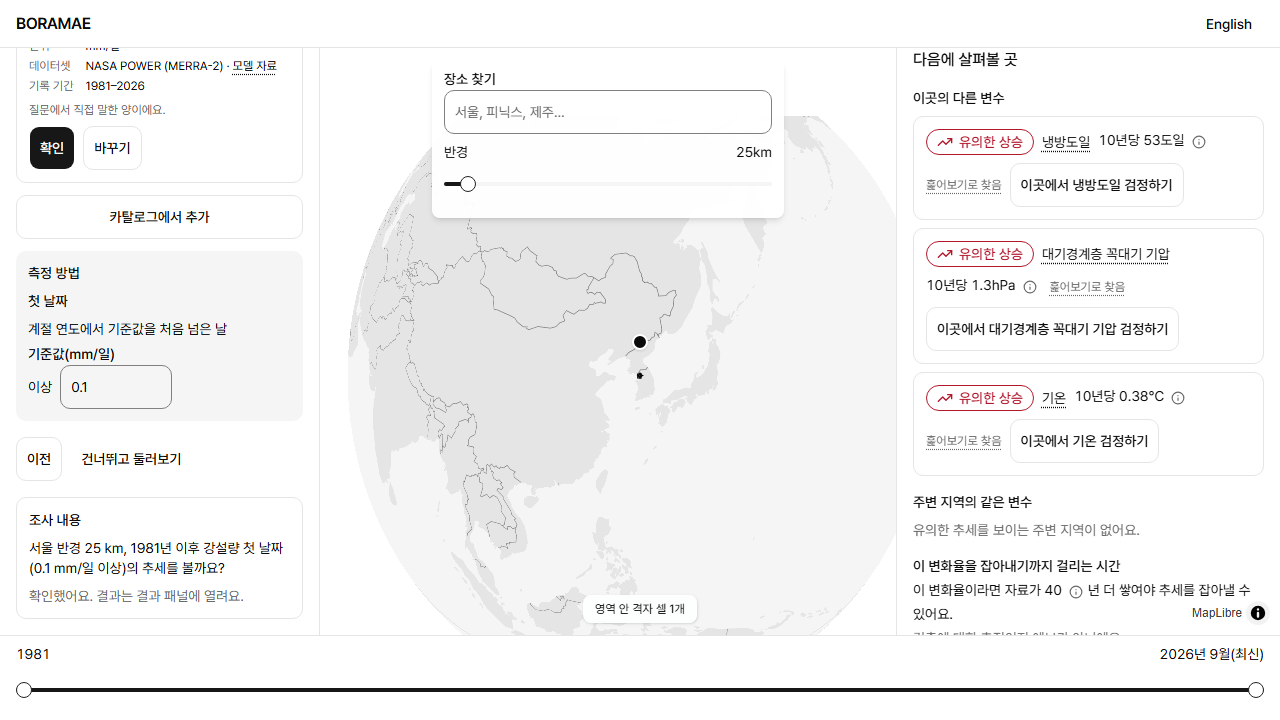 BORAMAE
English
데이터셋 NASA POWER (MERRA-2) · 모델 자료
기록 기간 1981–2026
질문에서 직접 말한 양이에요.
확인 바꾸기
카탈로그에서 추가
측정 방법
첫 날짜
계절 연도에서 기준값을 처음 넘은 날
기준값(mm/일)
이상 0.1
이전 건너뛰고 둘러보기
조사 내용
서울 반경 25 km, 1981년 이후 강설량 첫 날짜
(0.1 mm/일 이상)의 추세를 볼까요?
확인했어요. 결과는 결과 패널에 열려요.
장소 찾기
서울, 피닉스, 제주...
반경 25km
영역 안 격자 셀 1개
다음에 살펴볼 곳
이곳의 다른 변수
유의한 상승 냉방도일 10년당 53도일
훑어보기로 찾음 이곳에서 냉방도일 검정하기
유의한 상승 대기경계층 꼭대기 기압
10년당 1.3hPa 훑어보기로 찾음
이곳에서 대기경계층 꼭대기 기압 검정하기
유의한 상승 기온 10년당 0.38°C
훑어보기로 찾음 이곳에서 기온 검정하기
주변 지역의 같은 변수
유의한 추세를 보이는 주변 지역이 없어요.
이 변화율을 잡아내기까지 걸리는 시간
이 변화율이라면 자료가 40 년 더 쌓여야 추세를 잡아낼 수
있어요.
MapLibre
1981
2026년 9월(최신)